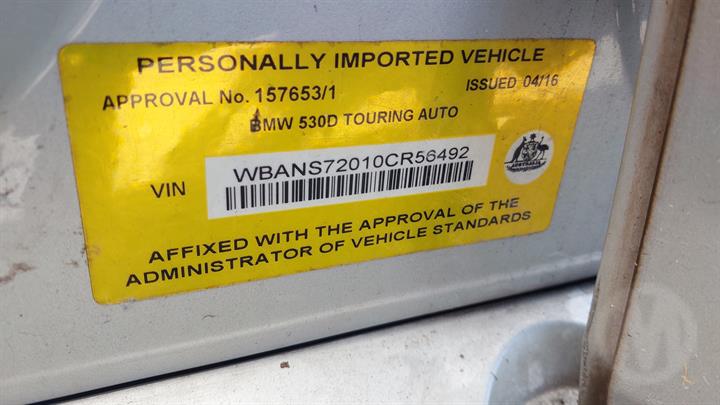 PERSONALLY IMPORTED VEHICLE
APPROVAL No. 157653/1 ISSUED 04/16
BMW 530D TOURING AUTO
VIN WBANS72010CR56492
AUSTRALIA
AFFIXED WITH THE APPROVAL OF THE
ADMINISTRATOR OF VEHICLE STANDARDS